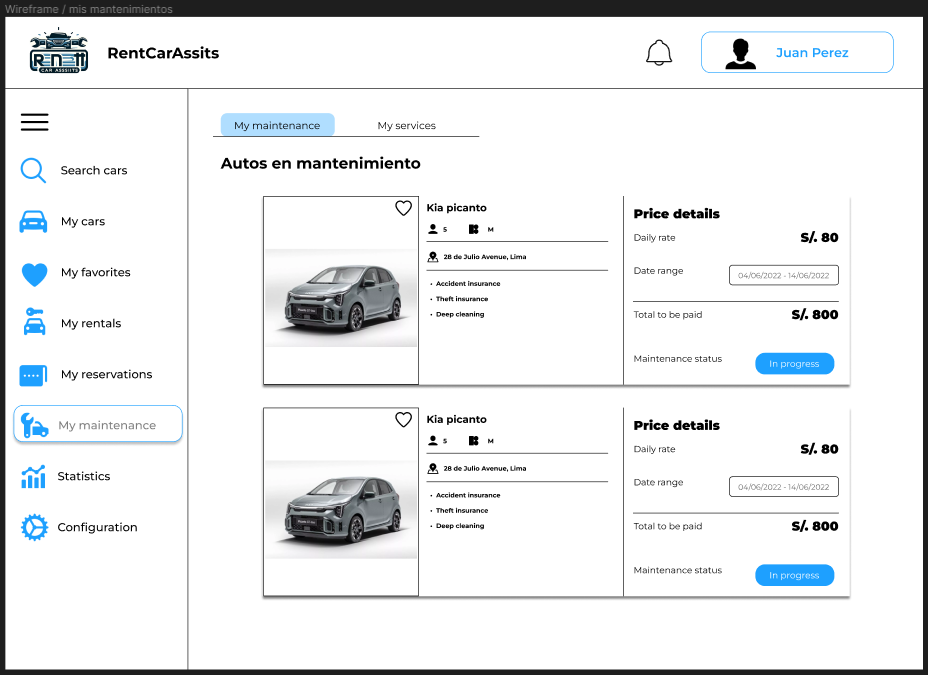 Wireframe / mis mantenimientos
RENTT
CAR ASSSIITS
RentCarAssits
Juan Perez
My maintenance
My services
Search cars
My cars
My favorites
My rentals
My reservations
My maintenance
Statistics
Configuration
Autos en mantenimiento
Kia picanto
5 M
28 de Julio Avenue, Lima
• Accident insurance
• Theft insurance
• Deep cleaning
Price details
Daily rate S/. 80
Date range 04/06/2022 - 14/06/2022
Total to be paid S/. 800
Maintenance status In progress
Kia picanto
5 M
28 de Julio Avenue, Lima
• Accident insurance
• Theft insurance
• Deep cleaning
Price details
Daily rate S/. 80
Date range 04/06/2022 - 14/06/2022
Total to be paid S/. 800
Maintenance status In progress